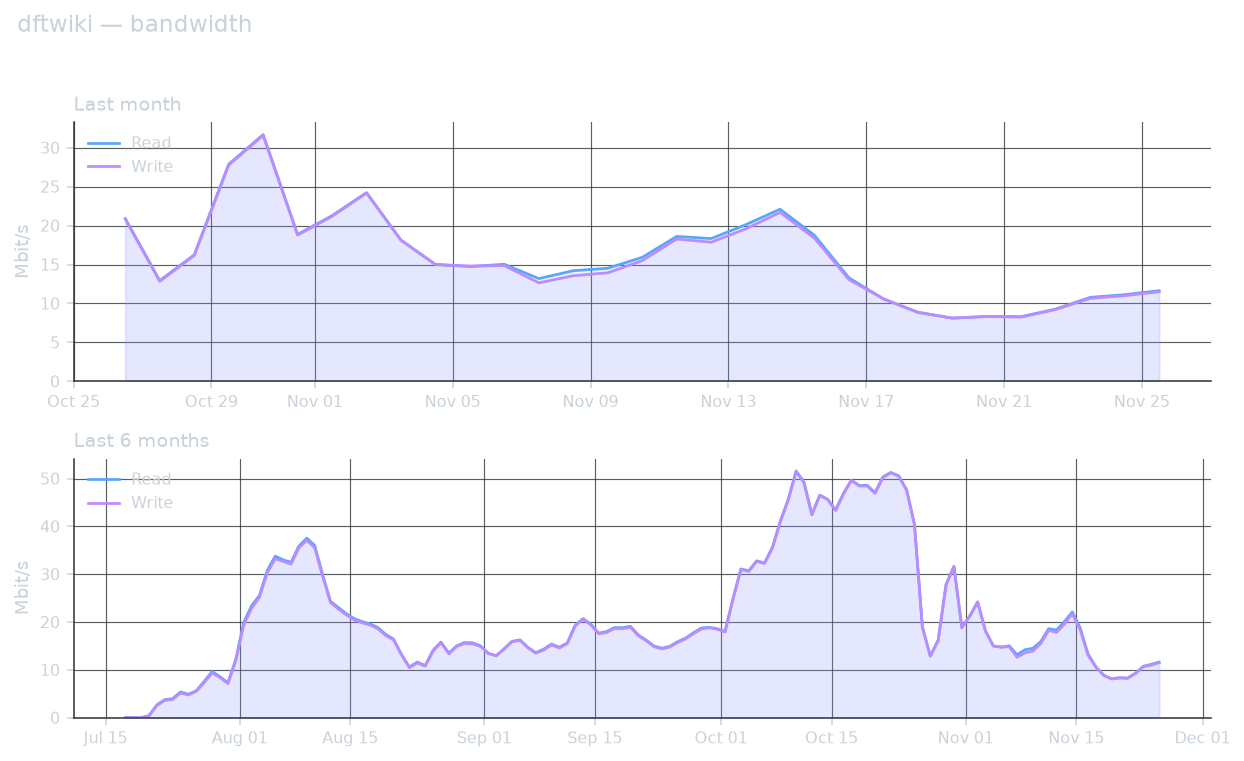 dftwiki — bandwidth
Last month
Read
Write
30
25
20
15
10
5
0
Mbit/s
Oct 25 Oct 29 Nov 01 Nov 05 Nov 09 Nov 13 Nov 17 Nov 21 Nov 25
Last 6 months
Read
Write
50
40
30
20
10
0
Mbit/s
Jul 15 Aug 01 Aug 15 Sep 01 Sep 15 Oct 01 Oct 15 Nov 01 Nov 15 Dec 01